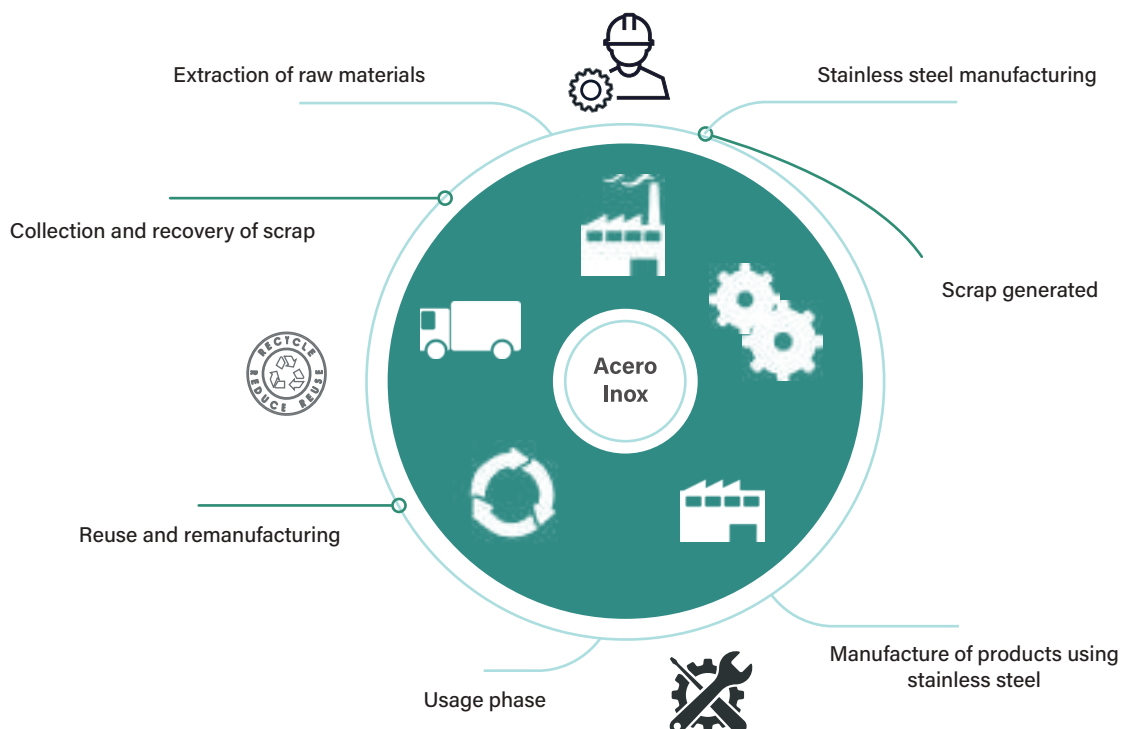 Extraction of raw materials
Stainless steel manufacturing
Collection and recovery of scrap
Scrap generated
Acero
Inox
RECYCLE
REDUCE REUSE
Reuse and remanufacturing
Manufacture of products using
stainless steel
Usage phase